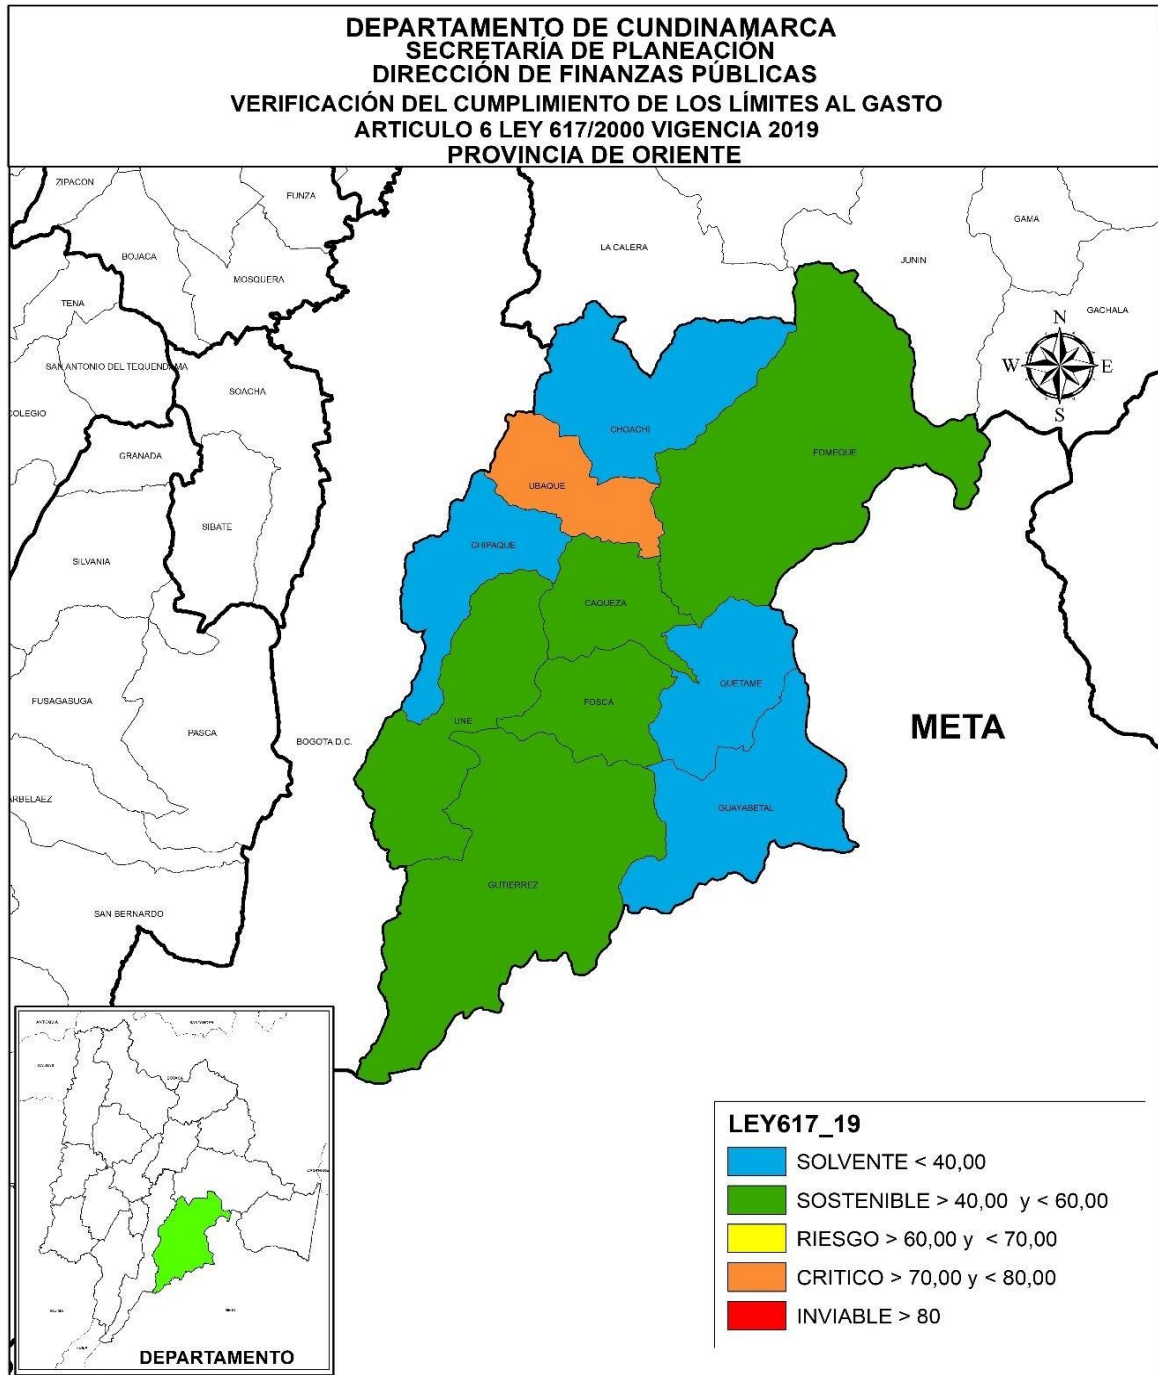 DEPARTAMENTO DE CUNDINAMARCA
SECRETARÍA DE PLANEACIÓN
DIRECCIÓN DE FINANZAS PÚBLICAS
VERIFICACIÓN DEL CUMPLIMIENTO DE LOS LÍMITES AL GASTO
ARTICULO 6 LEY 617/2000 VIGENCIA 2019
PROVINCIA DE ORIENTE
ZIPACON
FUNZA
GAMA
LA CALERA
BOJACA
JUNIN
MOSQUERA
TENA
GACHALA
N
W
E
S
SAN ANTONIO DEL TEQUENDAMA
SOACHA
COLEGIO
CHOACHI
FOMEQUE
GRANADA
UBAQUE
SIBATE
CHIPAQUE
SILVANIA
CAQUEZA
QUETAME
FUSAGASUGA
FOSCA
UNE
META
PASCA
BOGOTA D.C.
ARBELAEZ
GUAYABETAL
GUTIERREZ
SAN BERNARDO
DEPARTAMENTO
LEY617_19
SOLVENTE < 40,00
SOSTENIBLE > 40,00 y < 60,00
RIESGO > 60,00 y < 70,00
CRITICO > 70,00 y < 80,00
INVIABLE > 80